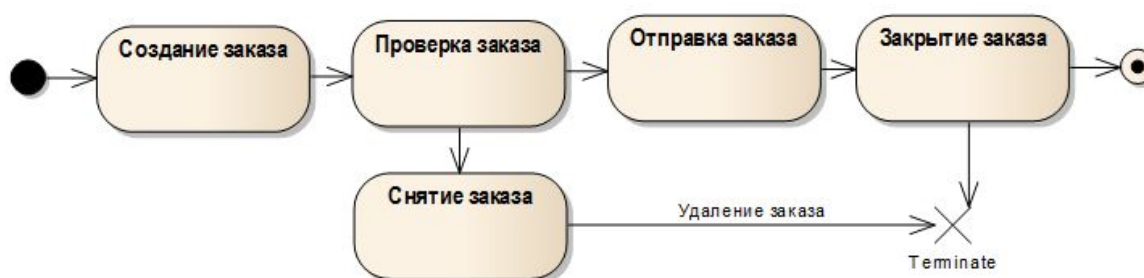 Создание заказа
Проверка заказа
Отправка заказа
Закрытие заказа
Снятие заказа
Удаление заказа
Terminate